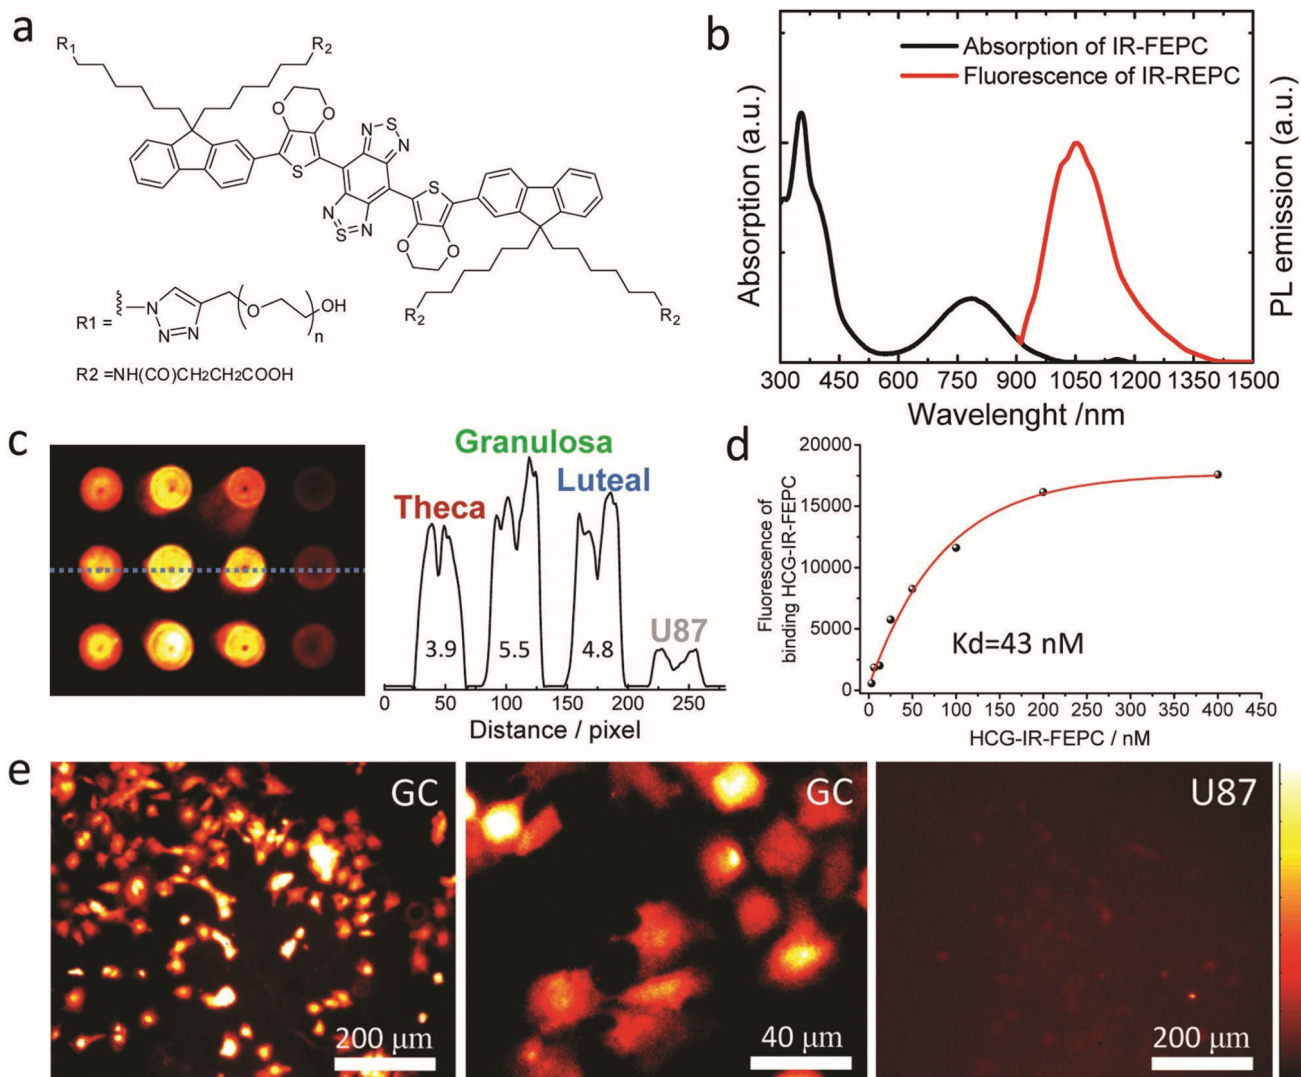 a
R1
R2
O
O
S
N
S
N
N
S
N
S
O
O
R2
R2
R1 =
N
N
N
O
OH
n
R2 =NH(CO)CH2CH2COOH
b
Absorption of IR-FEPC
Fluorescence of IR-REPC
Absorption (a.u.)
PL emission (a.u.)
300 450 600 750 900 1050 1200 1350 1500
Wavelenght /nm
c
Granulosa
Theca
Luteal
U87
3.9
5.5
4.8
0 50 100 150 200 250
Distance / pixel
d
Fluorescence of
binding HCG-IR-FEPC
20000
15000
10000
5000
0
Kd=43 nM
0 50 100 150 200 250 300 350 400 450
HCG-IR-FEPC / nM
e
GC
200 μm
GC
40 μm
U87
200 μm